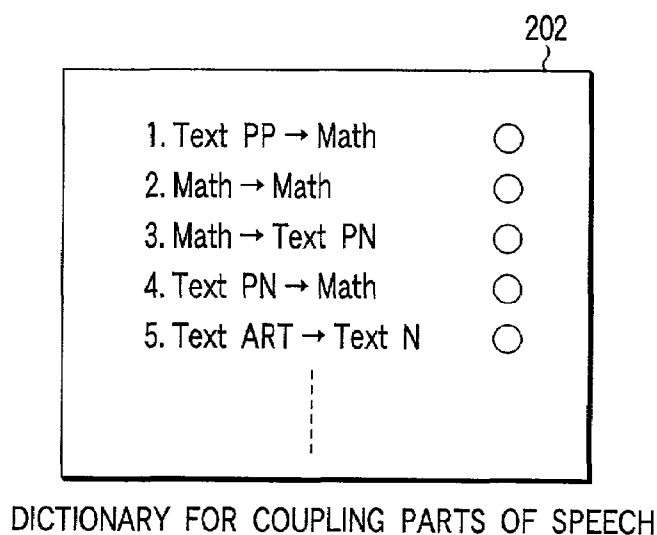 202
1. Text PP → Math ○
2. Math → Math ○
3. Math → Text PN ○
4. Text PN → Math ○
5. Text ART → Text N ○
DICTIONARY FOR COUPLING PARTS OF SPEECH